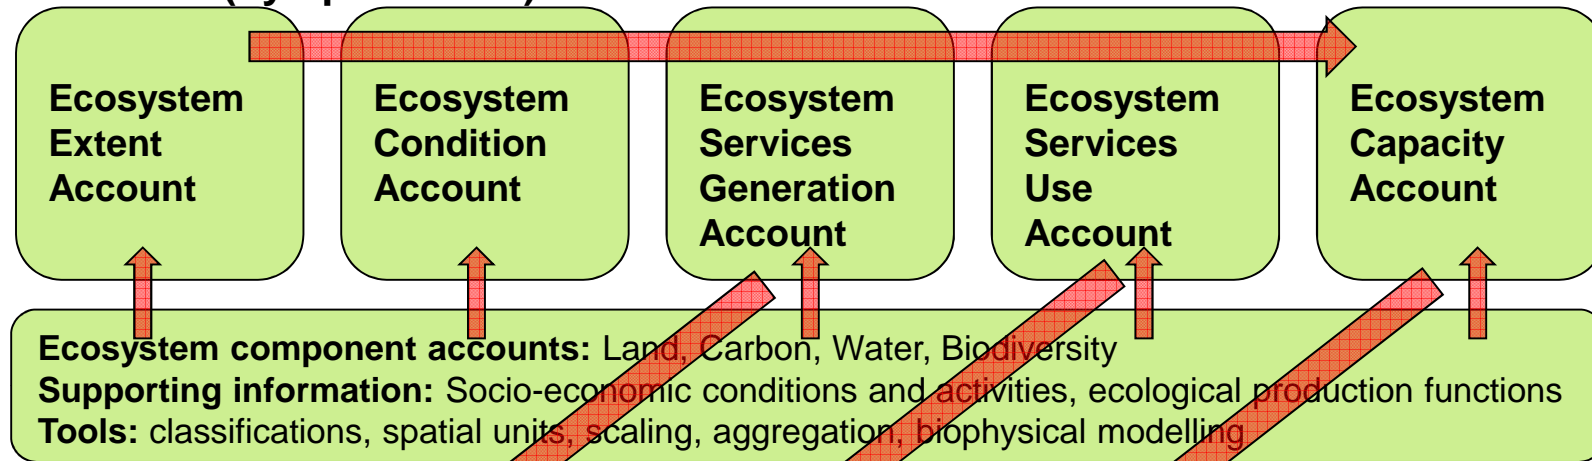 Ecosystem
Extent
Account
Ecosystem
Condition
Account
Ecosystem
Services
Generation
Account
Ecosystem
Services
Use
Account
Ecosystem
Capacity
Account
Ecosystem component accounts: Land, Carbon, Water, Biodiversity
Supporting information: Socio-economic conditions and activities, ecological production functions
Tools: classifications, spatial units, scaling, aggregation, biophysical modelling